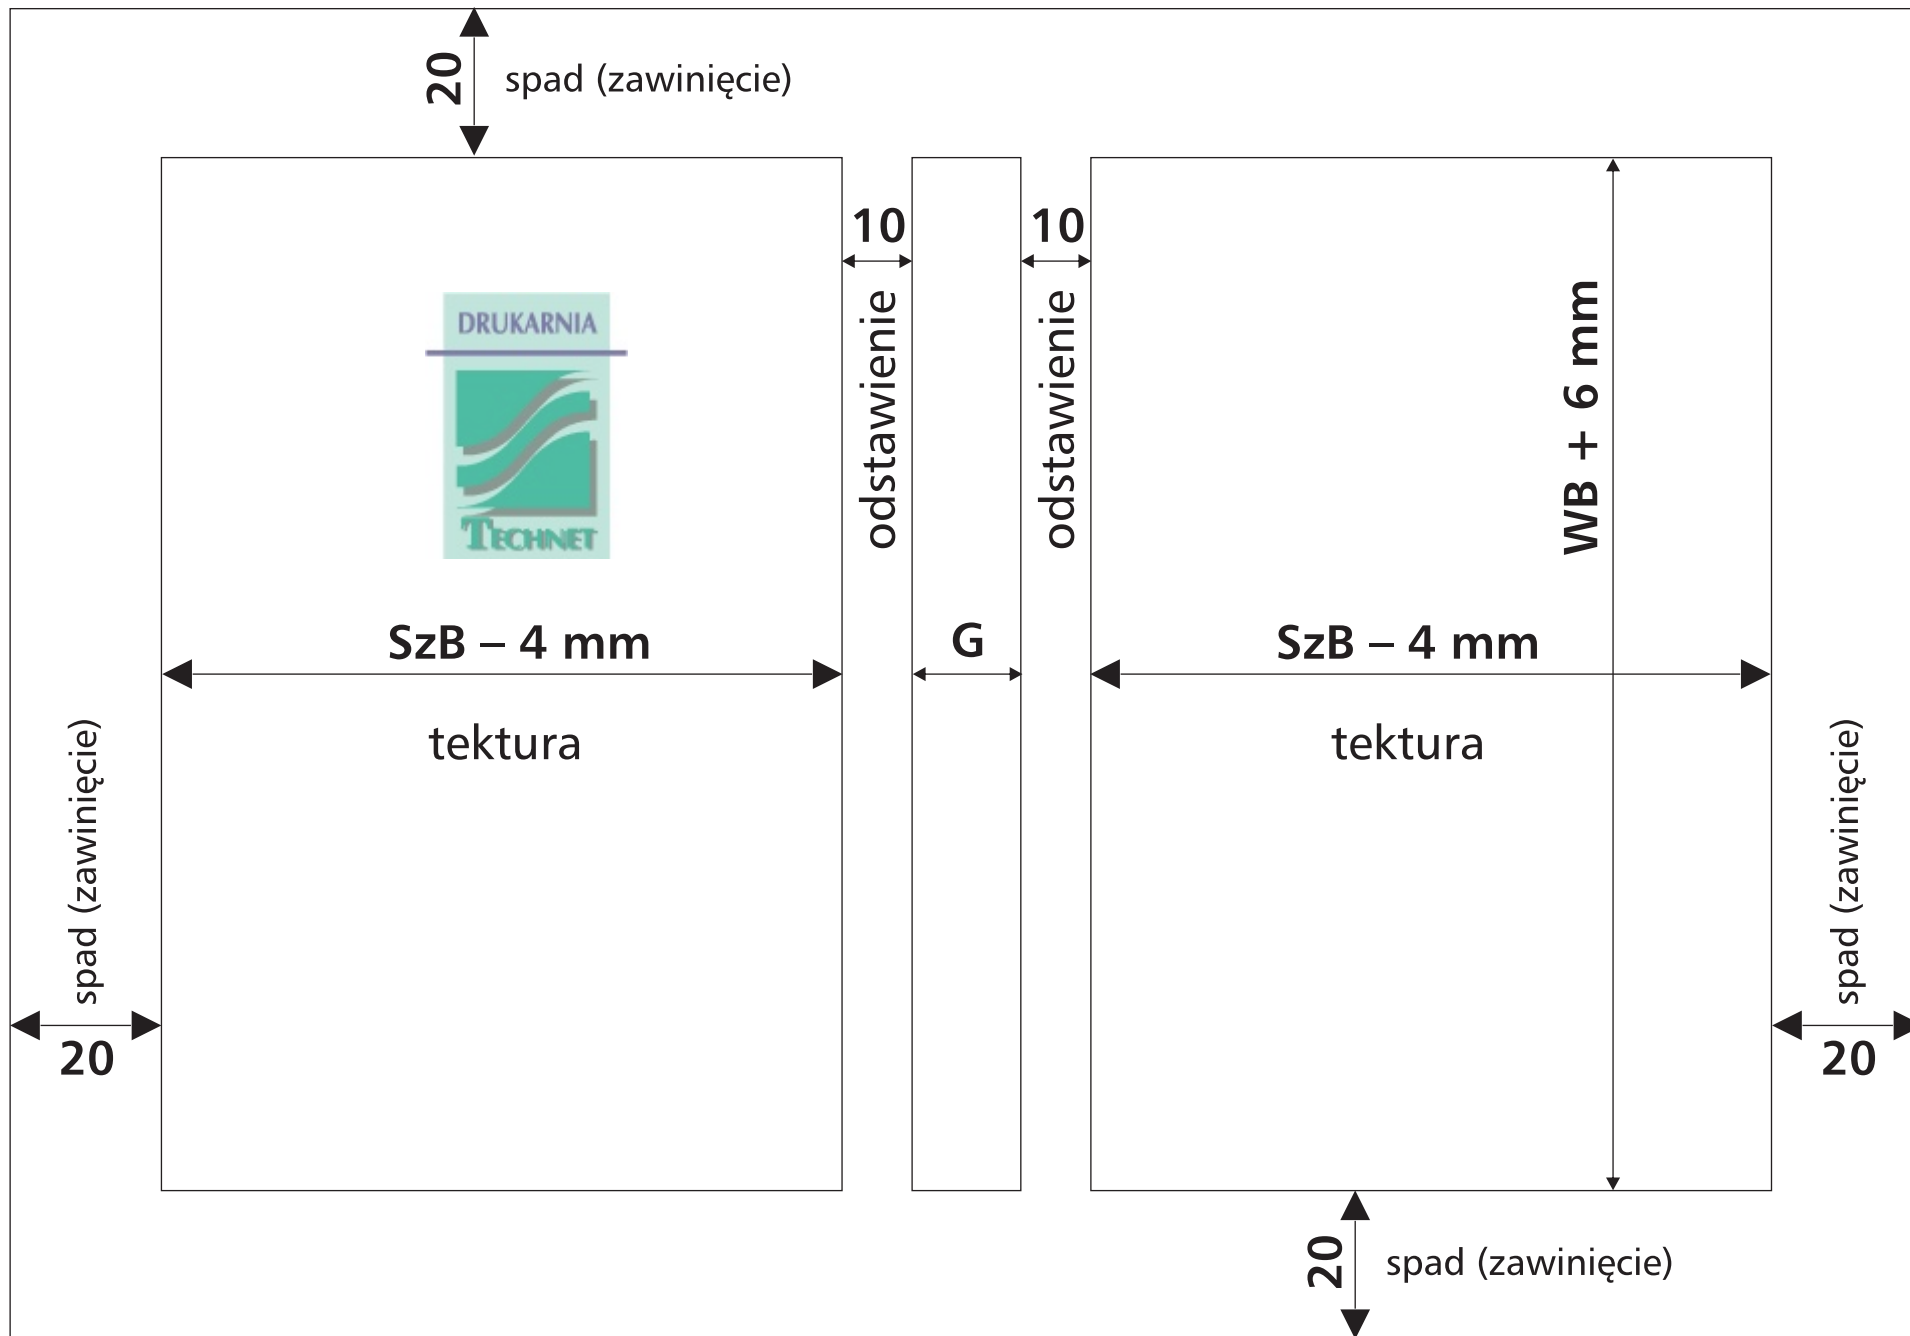 20
spad (zawinięcie)
10
10
odstawienie
odstawienie
WB + 6 mm
DRUKARNIA
TECHNET
SzB – 4 mm
G
SzB – 4 mm
tektura
tektura
spad (zawinięcie)
20
spad (zawinięcie)
20
20
spad (zawinięcie)